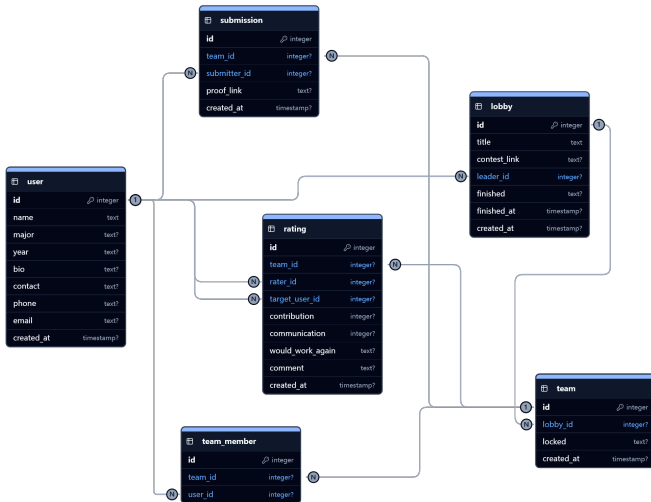 submission
id integer
team_id integer?
submitter_id integer?
proof_link text?
created_at timestamp?
lobby
id integer
title text
contest_link text?
leader_id integer?
finished text?
finished_at timestamp?
created_at timestamp?
user
id integer
name text
major text?
year text?
bio text?
contact text?
phone text?
email text?
created_at timestamp?
rating
id integer
team_id integer?
rater_id integer?
target_user_id integer?
contribution integer?
communication integer?
would_work_again text?
comment text?
created_at timestamp?
team
id integer
lobby_id integer?
locked text?
created_at timestamp?
team_member
id integer
team_id integer?
user_id integer?
N
N
1
N
1
N
N
N
1
N
N
N